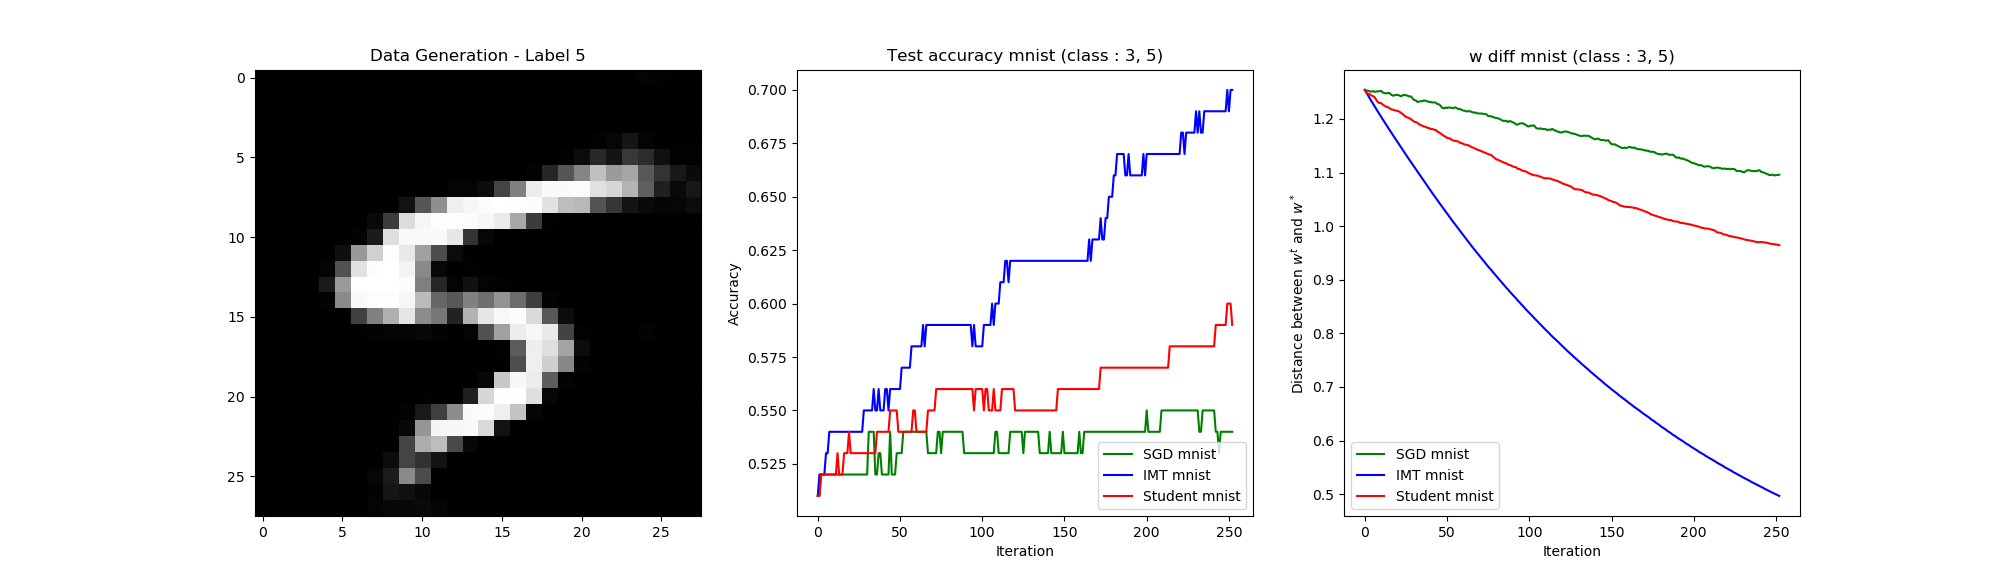 Data Generation - Label 5
0
5
10
15
20
25
0 5 10 15 20 25
Test accuracy mnist (class : 3, 5)
Accuracy
0.700
0.675
0.650
0.625
0.600
0.575
0.550
0.525
SGD mnist
IMT mnist
Student mnist
0 50 100 150 200 250
Iteration
w diff mnist (class : 3, 5)
Distance between w^t and w^*
1.2
1.1
1.0
0.9
0.8
0.7
0.6
0.5
SGD mnist
IMT mnist
Student mnist
0 50 100 150 200 250
Iteration